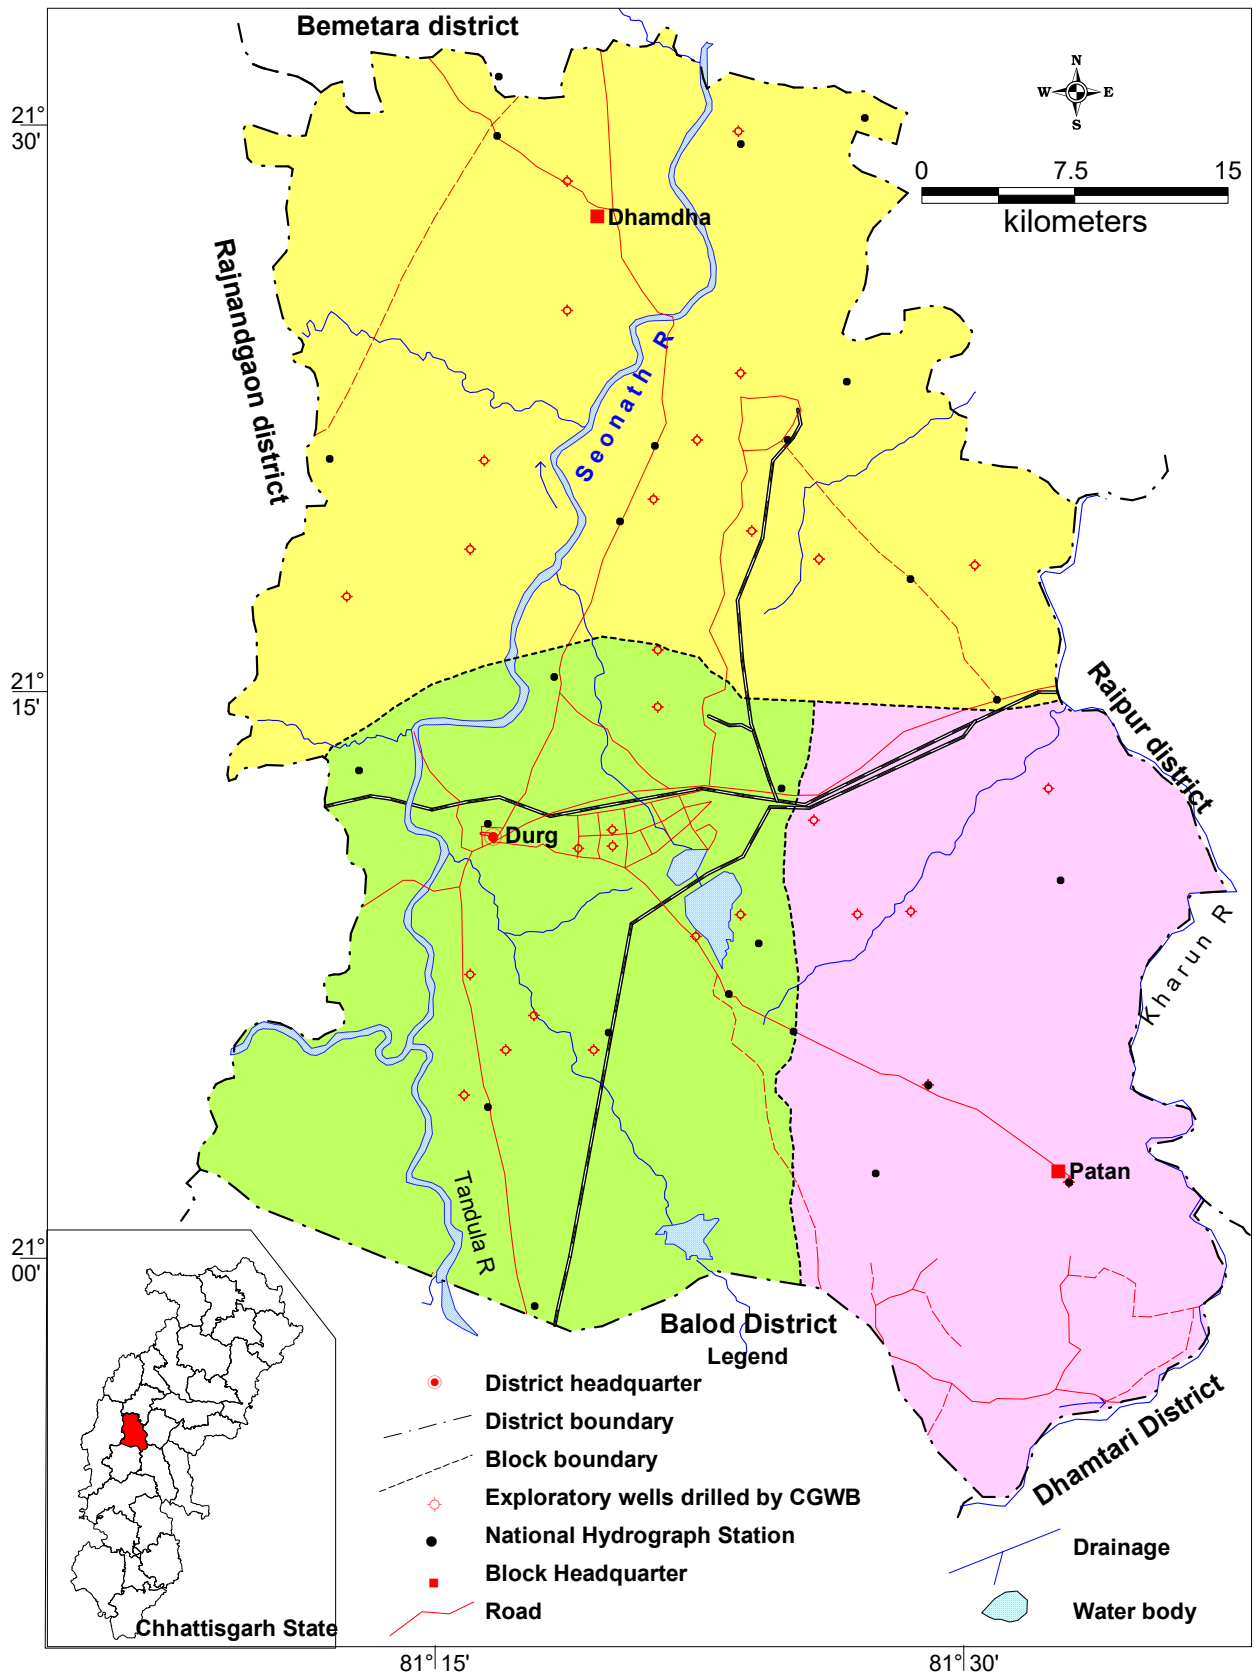 Bemetara district
N
W E
S
21°
30'
0 7.5 15
kilometers
Dhamdha
Rajnandgaon district
Seonath R
21°
15'
Raipur district
Durg
Kharun R
Patan
Tandula R
21°
00'
Balod District
Legend
District headquarter
District boundary
Block boundary
Exploratory wells drilled by CGWB
National Hydrograph Station
Block Headquarter
Road
Dhamtari District
Drainage
Water body
Chhattisgarh State
81°15' 81°30'